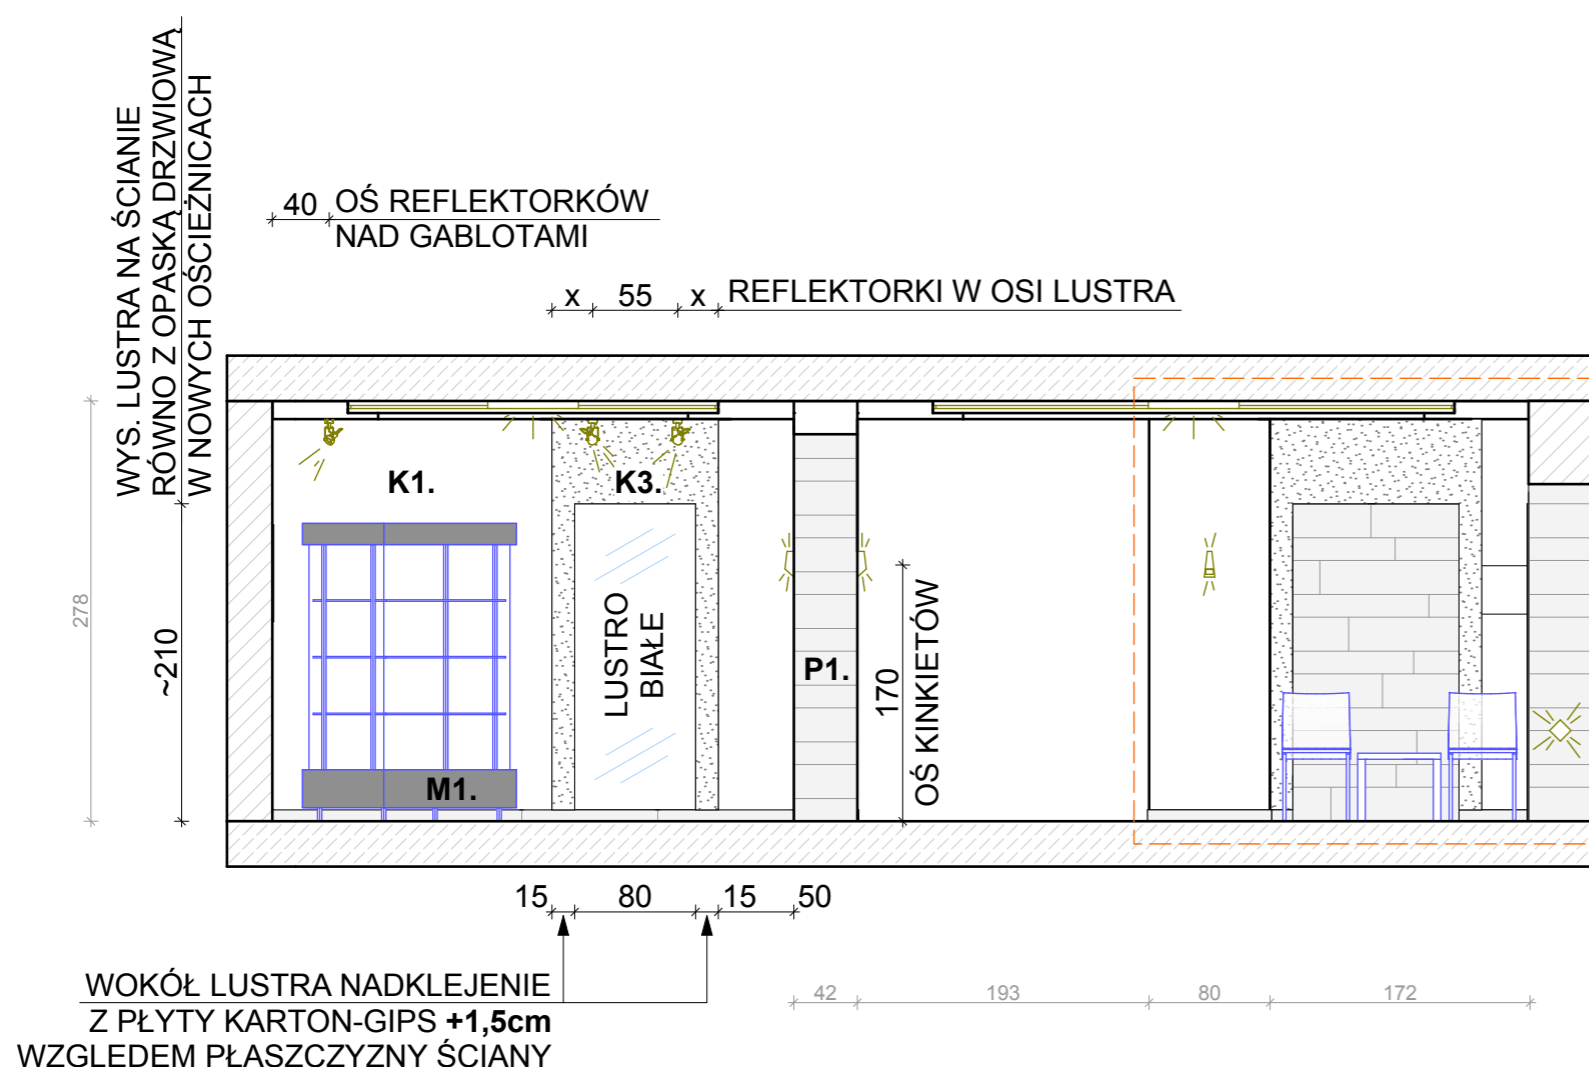 WYS. LUSTRA NA ŚCIANIE
RÓWNO Z OPASKĄ DRZWIOWĄ
W NOWYCH OŚCIEŻNICACH
40 OŚ REFLEKTORKÓW
NAD GABLOTAMI
x 55 x REFLEKTORKI W OSI LUSTRA
K1.
K3.
278
~210
LUSTRO
BIAŁE
P1.
170
OŚ KINKIETÓW
M1.
15 80 15 50
WOKÓŁ LUSTRA NADKLEJENIE
Z PŁYTY KARTON-GIPS +1,5cm
WZGLEDEM PŁASZCZYZNY ŚCIANY
42 193 80 172